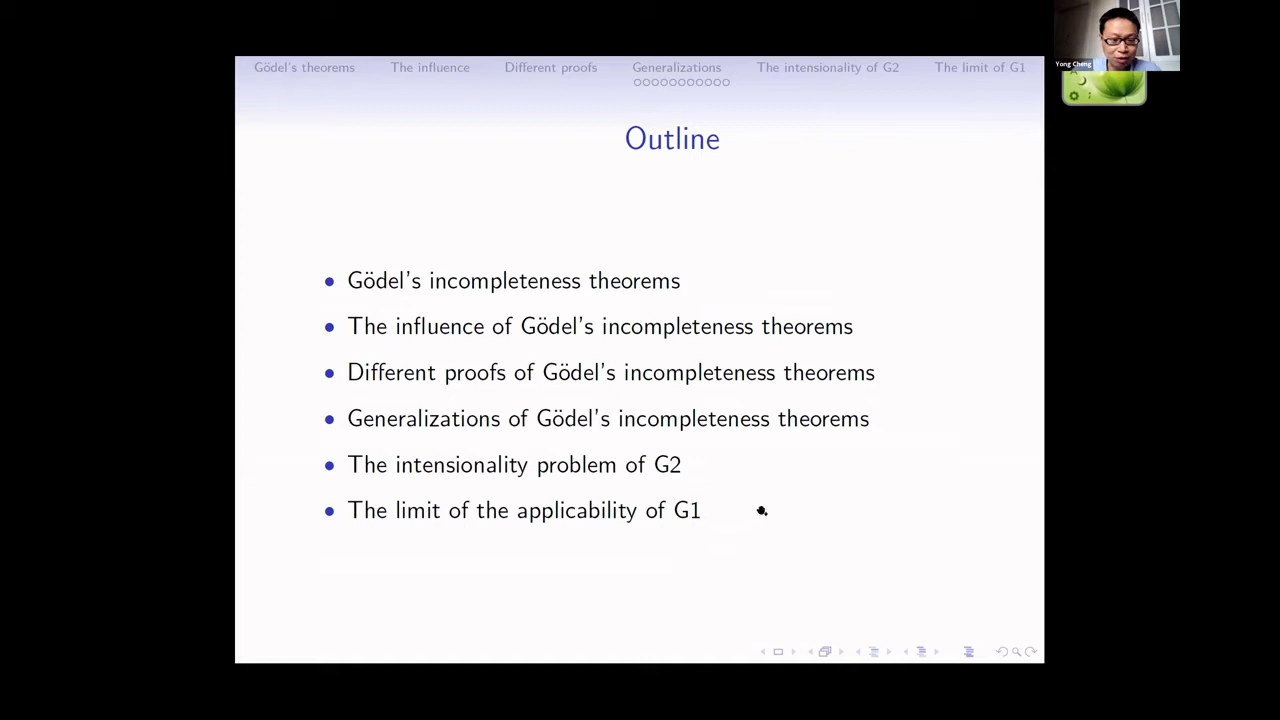 Gödel's theorems The influence Different proofs Generalizations The intensionality of G2 The limit of G1
Yong Cheng
Outline
• Gödel's incompleteness theorems
• The influence of Gödel's incompleteness theorems
• Different proofs of Gödel's incompleteness theorems
• Generalizations of Gödel's incompleteness theorems
• The intensionality problem of G2
• The limit of the applicability of G1